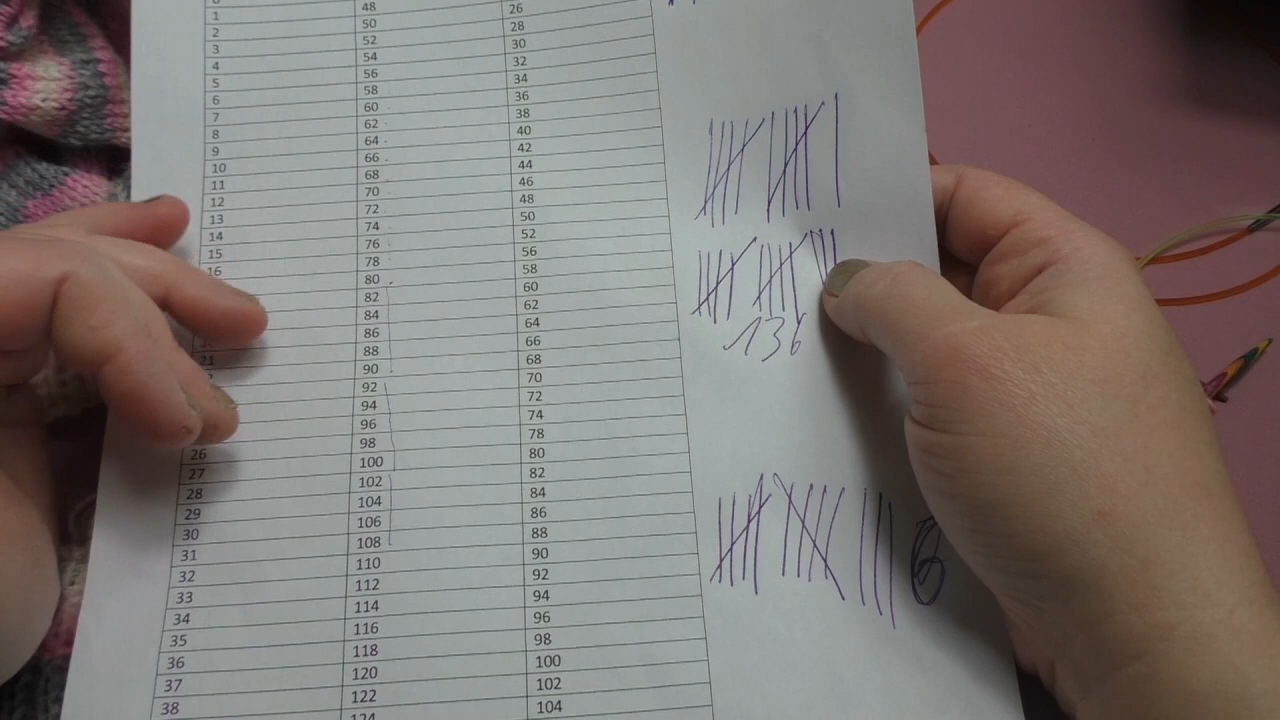 1 48
2 50 26
3 52 28
4 54 30
5 56 32
6 58 34
7 60 36
8 62 38
9 64 40
10 66 42
11 68 44
12 70 46
13 72 48
14 74 50
15 76 52
16 78 56
80 58
82 60
84 62
86 64
21 88 66
90 68
92 70
94 72
96 74
26 98 78
27 100 80
28 102 82
29 104 84
30 106 86
31 108 88
32 110 90
33 112 92
34 114 94
35 116 96
36 118 98
37 120 100
38 122 102
124 104
136
6